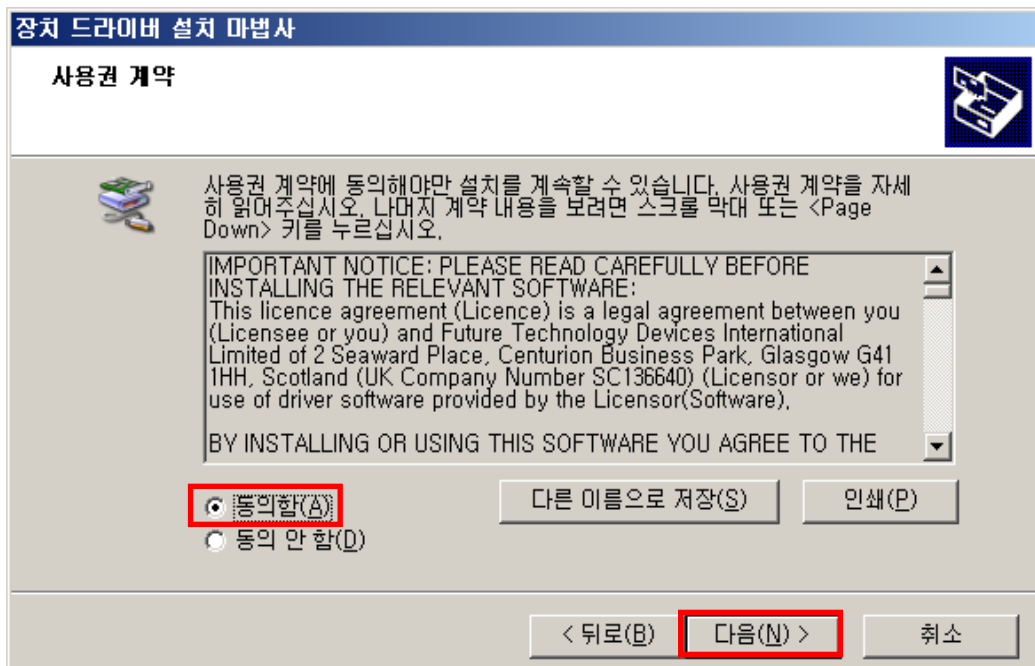 장치 드라이버 설치 마법사
사용권 계약
사용권 계약에 동의해야만 설치를 계속할 수 있습니다. 사용권 계약을 자세
히 읽어주십시오. 나머지 계약 내용을 보려면 스크롤 막대 또는 <Page
Down> 키를 누르십시오.
IMPORTANT NOTICE: PLEASE READ CAREFULLY BEFORE
INSTALLING THE RELEVANT SOFTWARE:
This licence agreement (Licence) is a legal agreement between you
(Licensee or you) and Future Technology Devices International
Limited of 2 Seaward Place, Centurion Business Park, Glasgow G41
1HH, Scotland (UK Company Number SC136640) (Licensor or we) for
use of driver software provided by the Licensor(Software).
BY INSTALLING OR USING THIS SOFTWARE YOU AGREE TO THE
동의함(A) 다른 이름으로 저장(S) 인쇄(P)
동의 안 함(D)
< 뒤로(B) 다음(N) > 취소